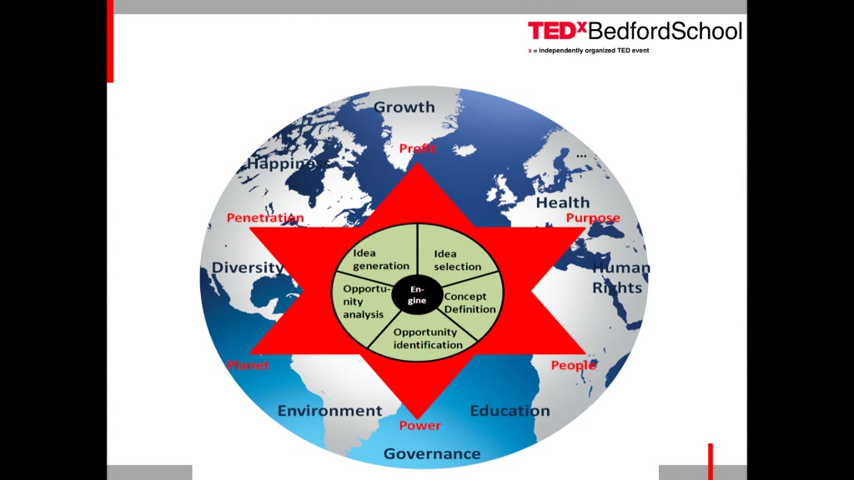 TEDxBedfordSchool
x = independently organized TED event
Growth
Profit
...
Happiness
Health
Penetration
Purpose
Idea
generation
Idea
selection
Diversity
Human
Rights
Opportu-
nity
analysis
En-
gine
Concept
Definition
Opportunity
identification
Planet
People
Environment
Education
Power
Governance